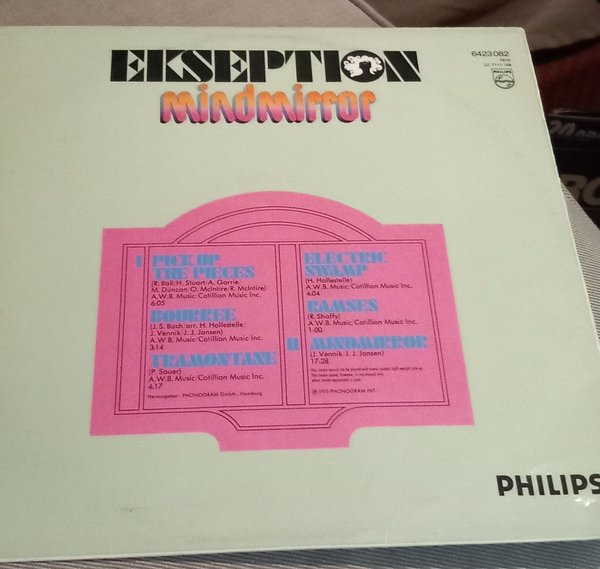 EKSEPTION
mindmirror
6423 082
PHILIPS
I PICK UP
THE PIECES
(R. Ball/H. Stuart/A. Gorrie
M. Duncan/O. McIntire/R. McIntire)
A.W.B. Music/Cotillion Music Inc.
6:05
BOURREE
(J.S. Bach/arr. H. Hollestelle
J. Vennik/J.J. Jansen)
A.W.B. Music/Cotillion Music Inc.
3:14
TRAMONTANE
(P. Souer)
A.W.B. Music/Cotillion Music Inc.
4:17
Herausgeber: PHONOGRAM GmbH., Hamburg
ELECTRIC
SWAMP
(H. Hollestelle)
A.W.B. Music/Cotillion Music Inc.
4:04
RAMSES
(R. Shaffy)
A.W.B. Music/Cotillion Music Inc.
1:00
II MINDMIRROR
(J. Vennik/J.J. Jansen)
17:28
℗ 1975 PHONOGRAM INT.
PHILIPS